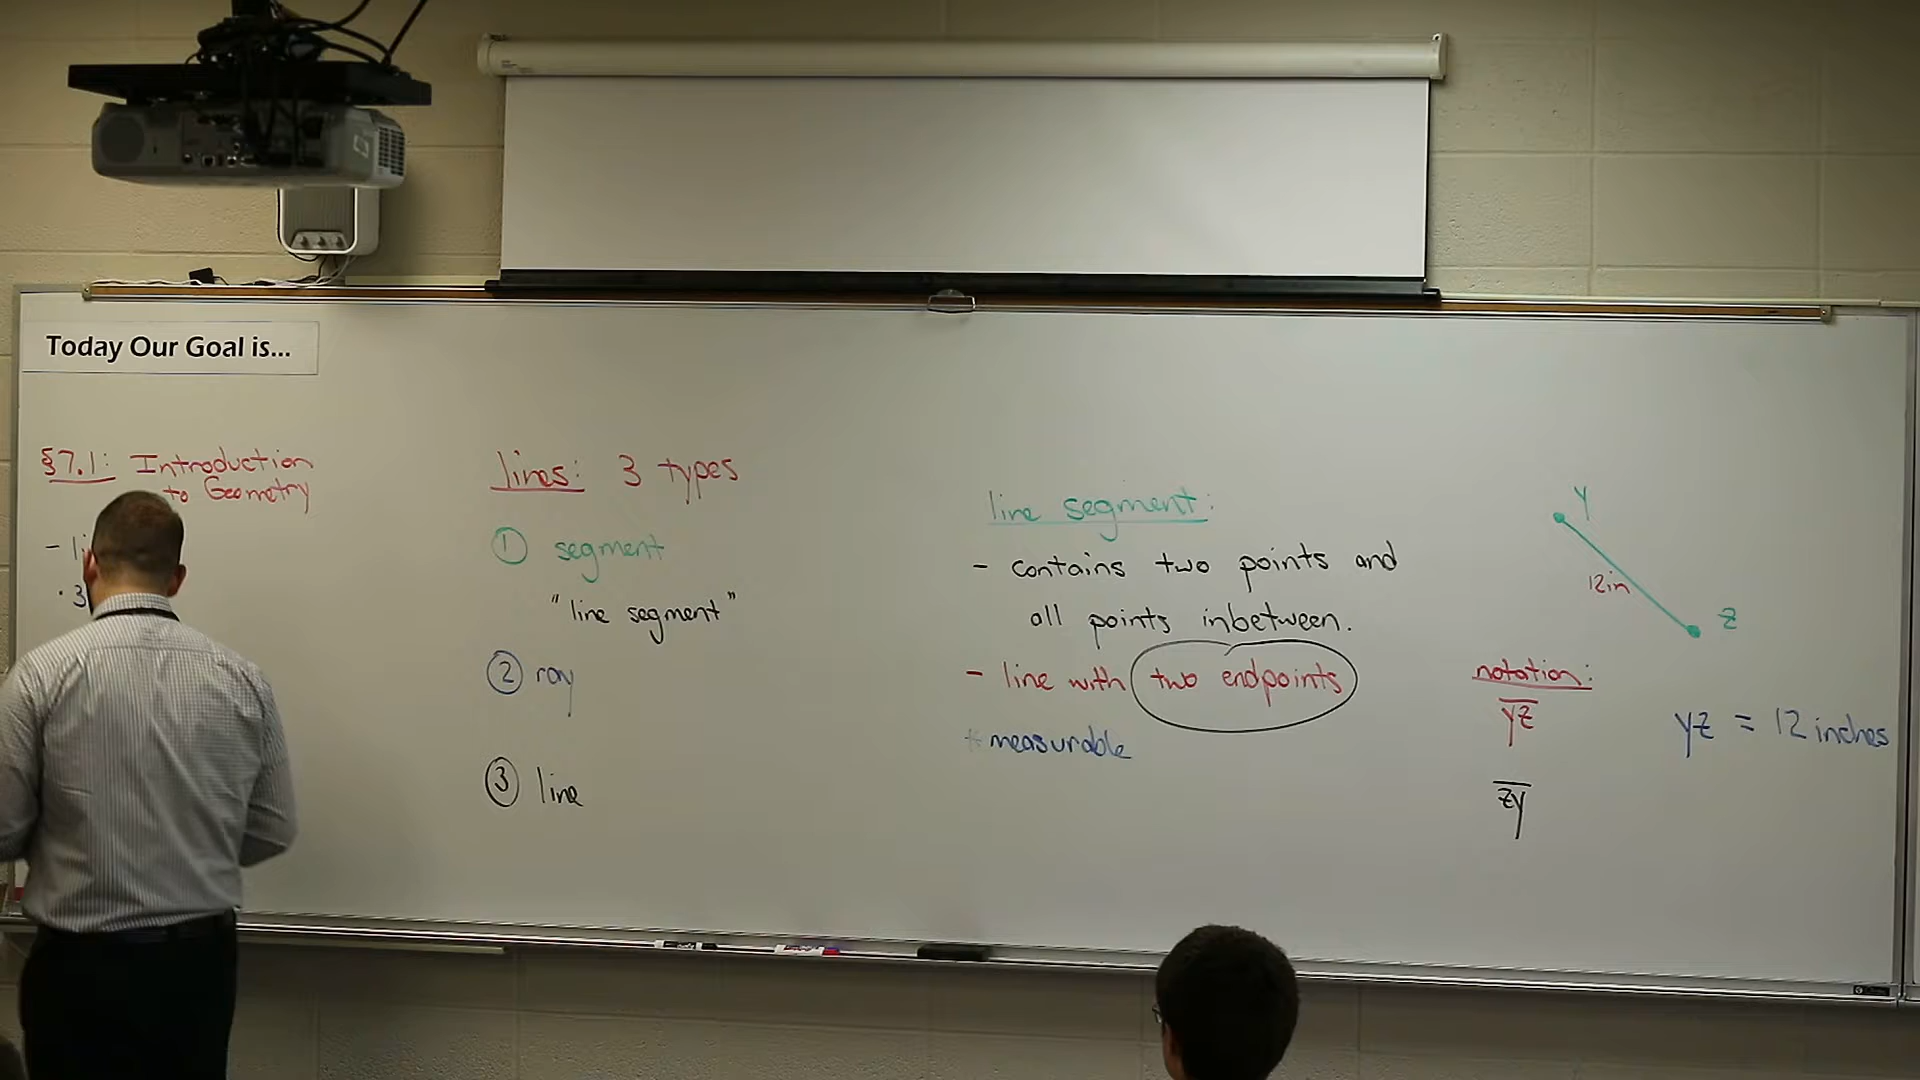 Today Our Goal is...
§7.1: Introduction
to Geometry
lines: 3 types
① segment
"line segment"
② ray
③ line
line segment:
- contains two points and
all points inbetween.
- line with two endpoints
* measurable
Y
12in
Z
notation:
YZ
ZY
YZ = 12 inches